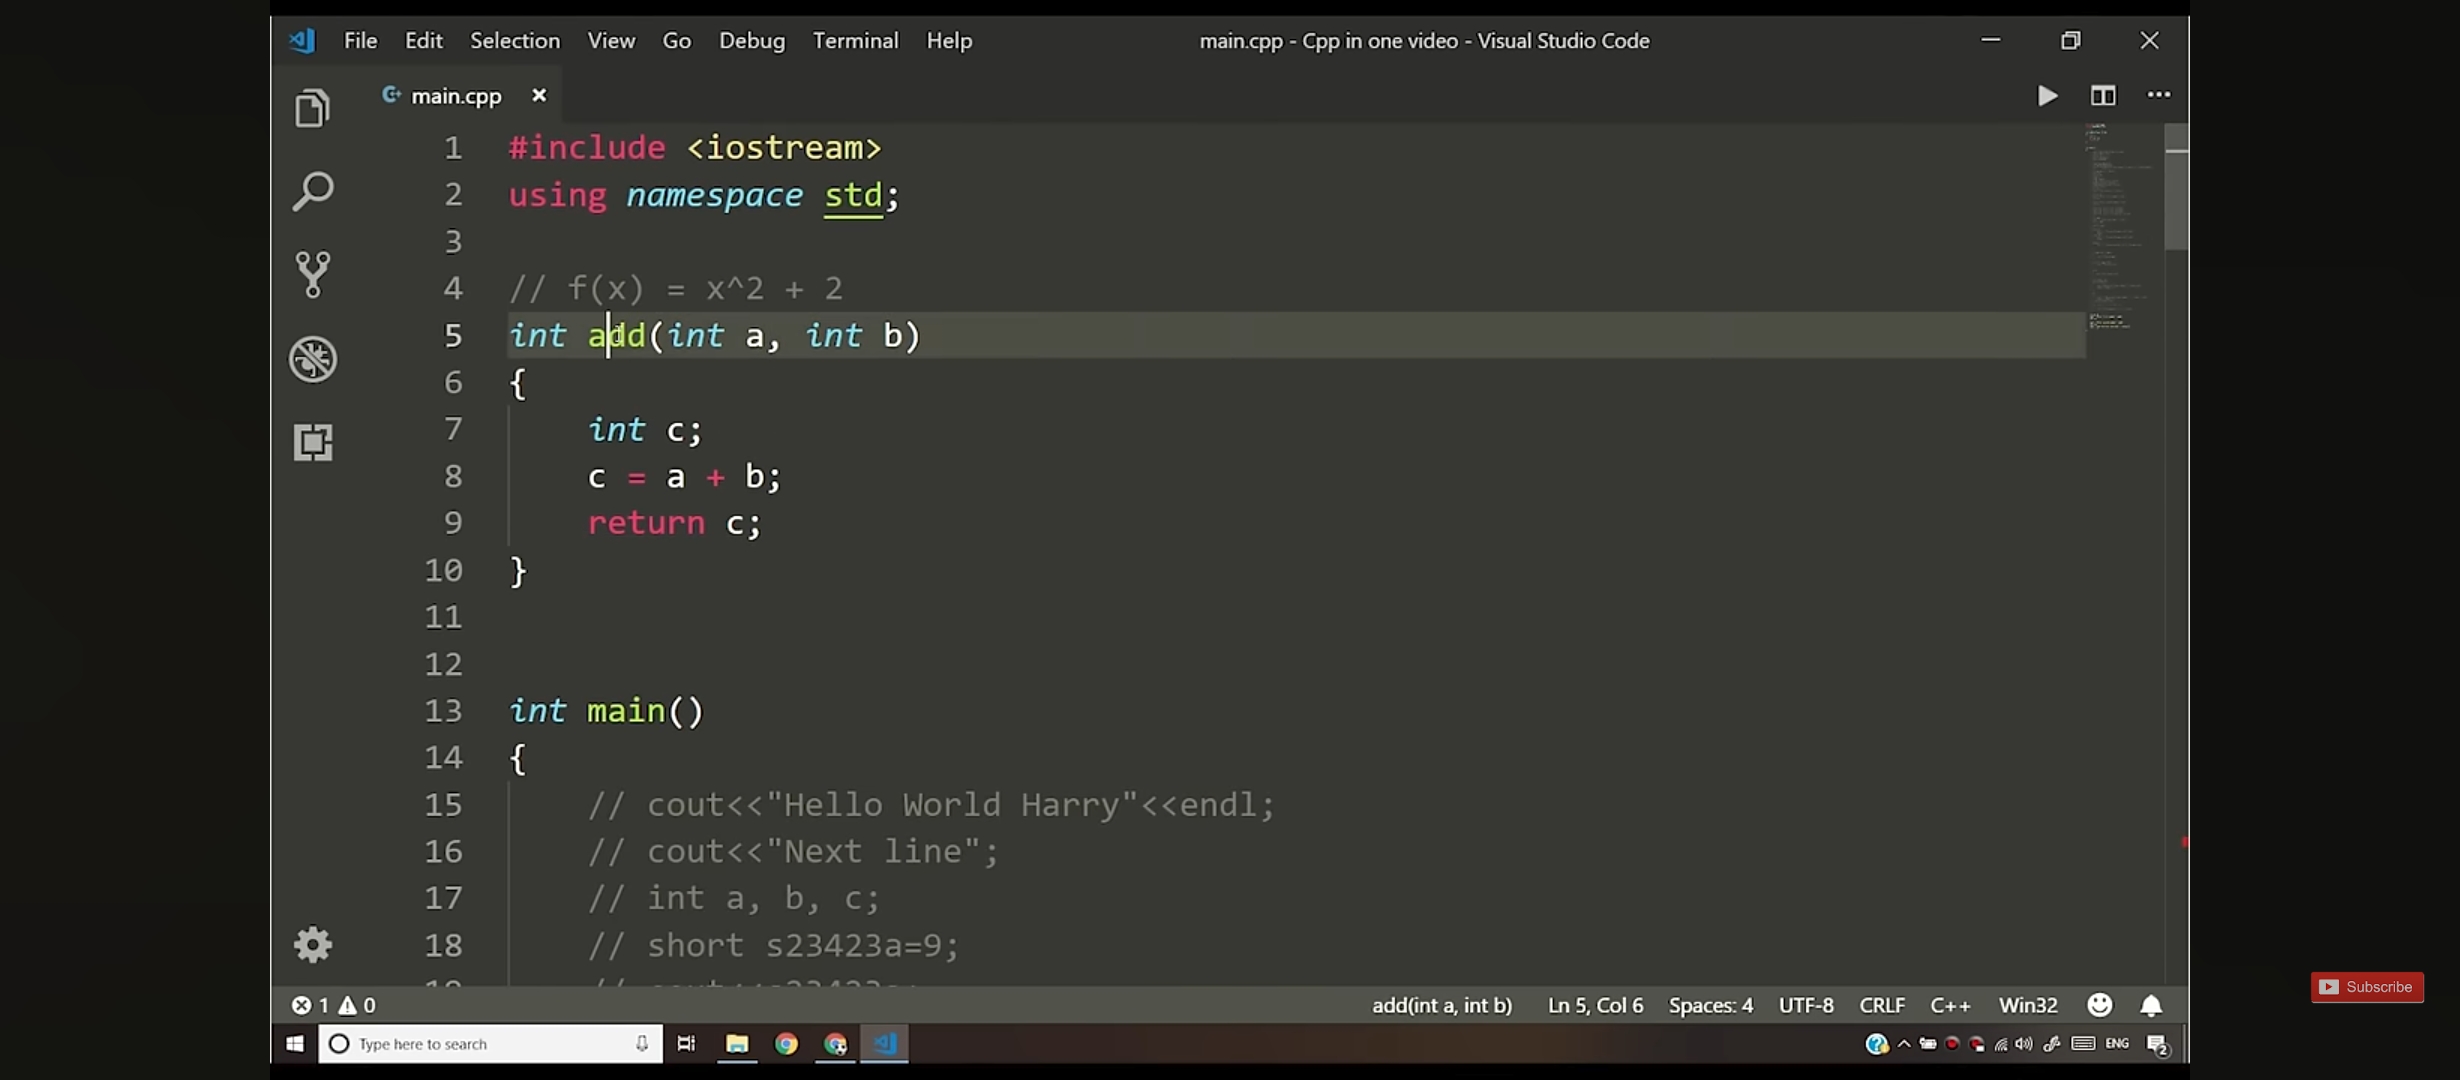 File Edit Selection View Go Debug Terminal Help main.cpp - Cpp in one video - Visual Studio Code
main.cpp
1 #include <iostream>
2 using namespace std;
3
4 // f(x) = x^2 + 2
5 int add(int a, int b)
6 {
7 int c;
8 c = a + b;
9 return c;
10 }
11
12
13 int main()
14 {
15 // cout<<"Hello World Harry"<<endl;
16 // cout<<"Next line";
17 // int a, b, c;
18 // short s23423a=9;
Subscribe
1 0 add(int a, int b) Ln 5, Col 6 Spaces: 4 UTF-8 CRLF C++ Win32
Type here to search ENG 2